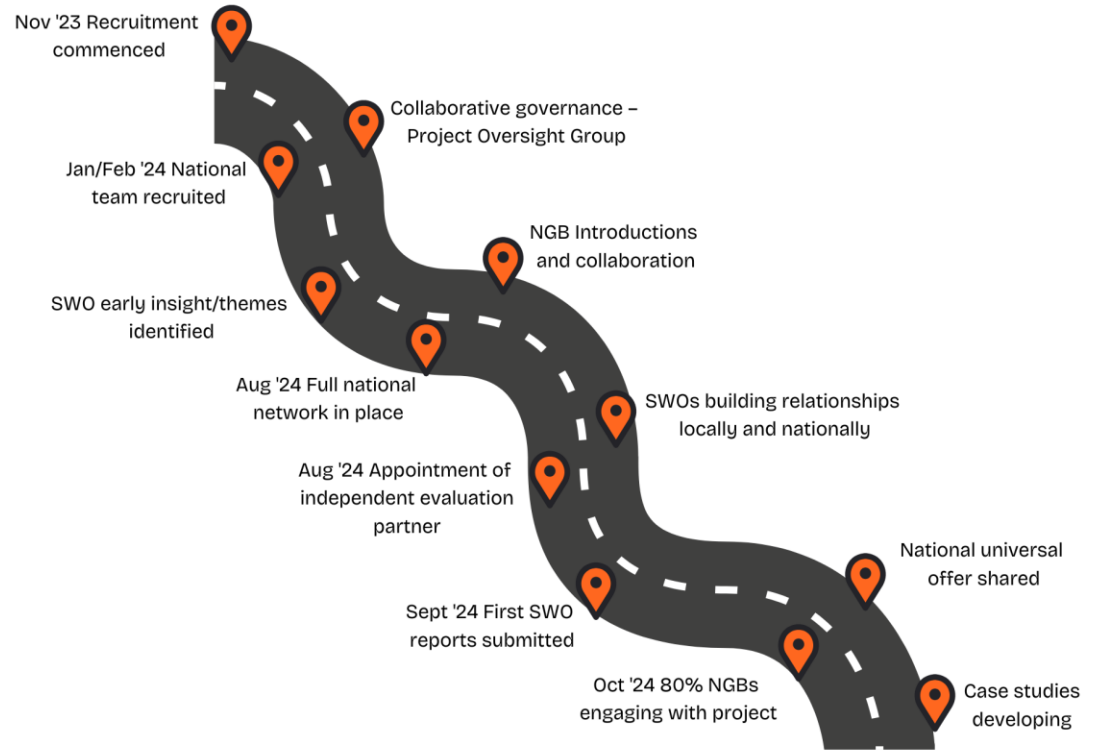 Nov '23 Recruitment
commenced
Collaborative governance –
Project Oversight Group
Jan/Feb '24 National
team recruited
NGB Introductions
and collaboration
SWO early insight/themes
identified
Aug '24 Full national
network in place
SWOs building relationships
locally and nationally
Aug '24 Appointment of
independent evaluation
partner
National universal
offer shared
Sept '24 First SWO
reports submitted
Oct '24 80% NGBs
engaging with project
Case studies
developing